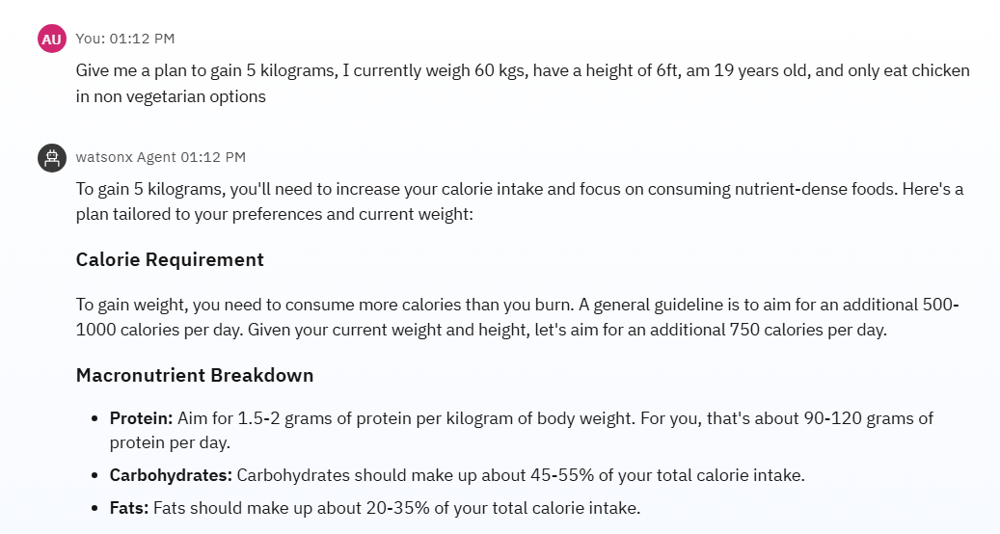 AU You: 01:12 PM
Give me a plan to gain 5 kilograms, I currently weigh 60 kgs, have a height of 6ft, am 19 years old, and only eat chicken
in non vegetarian options
watsonx Agent 01:12 PM
To gain 5 kilograms, you'll need to increase your calorie intake and focus on consuming nutrient-dense foods. Here's a
plan tailored to your preferences and current weight:
Calorie Requirement
To gain weight, you need to consume more calories than you burn. A general guideline is to aim for an additional 500-
1000 calories per day. Given your current weight and height, let's aim for an additional 750 calories per day.
Macronutrient Breakdown
• Protein: Aim for 1.5-2 grams of protein per kilogram of body weight. For you, that's about 90-120 grams of
protein per day.
• Carbohydrates: Carbohydrates should make up about 45-55% of your total calorie intake.
• Fats: Fats should make up about 20-35% of your total calorie intake.